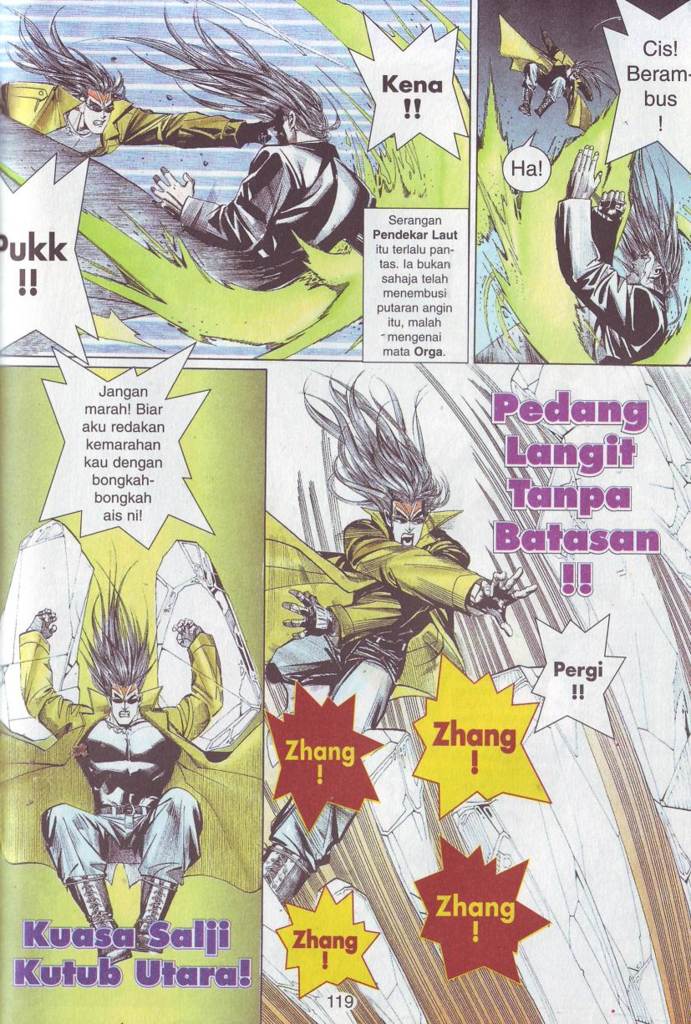 Kena
!!
Pukk
!!
Serangan
Pendekar Laut
itu terlalu pan-
tas. Ia bukan
sahaja telah
menembusi
putaran angin
itu, malah
mengenai
mata Orga.
Cis!
Beram-
bus
!
Ha!
Jangan
marah! Biar
aku redakan
kemarahan
kau dengan
bongkah-
bongkah
ais ni!
Kuasa Salji
Kutub Utara!
Pedang
Langit
Tanpa
Batasan
!!
Pergi
!!
Zhang
!
Zhang
!
Zhang
!
Zhang
!
119